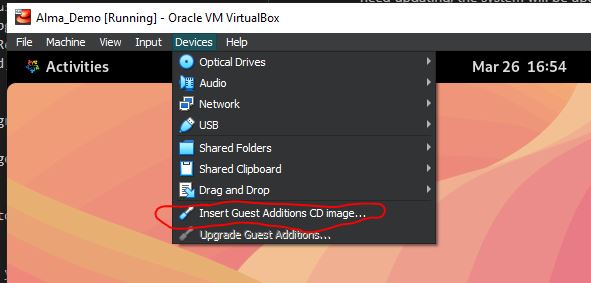 need updating, the system will be up
Alma_Demo [Running] - Oracle VM VirtualBox
File Machine View Input Devices Help
Activities
Mar 26 16:54
Optical Drives
Audio
Network
USB
Shared Folders
Shared Clipboard
Drag and Drop
Insert Guest Additions CD image...
Upgrade Guest Additions...